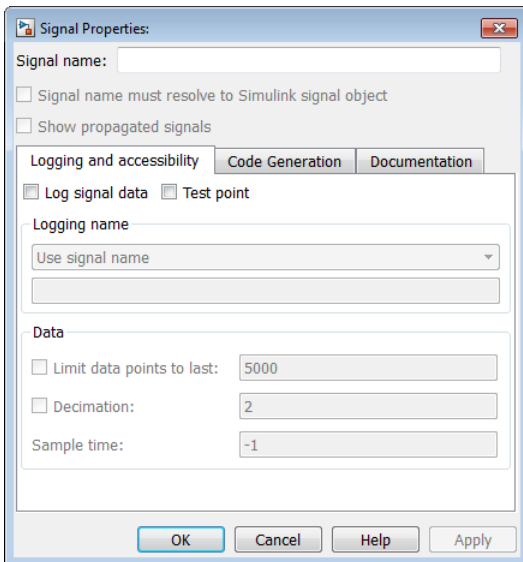 Signal Properties:
Signal name:
Signal name must resolve to Simulink signal object
Show propagated signals
Logging and accessibility Code Generation Documentation
Log signal data Test point
Logging name
Use signal name
Data
Limit data points to last: 5000
Decimation: 2
Sample time: -1
OK Cancel Help Apply